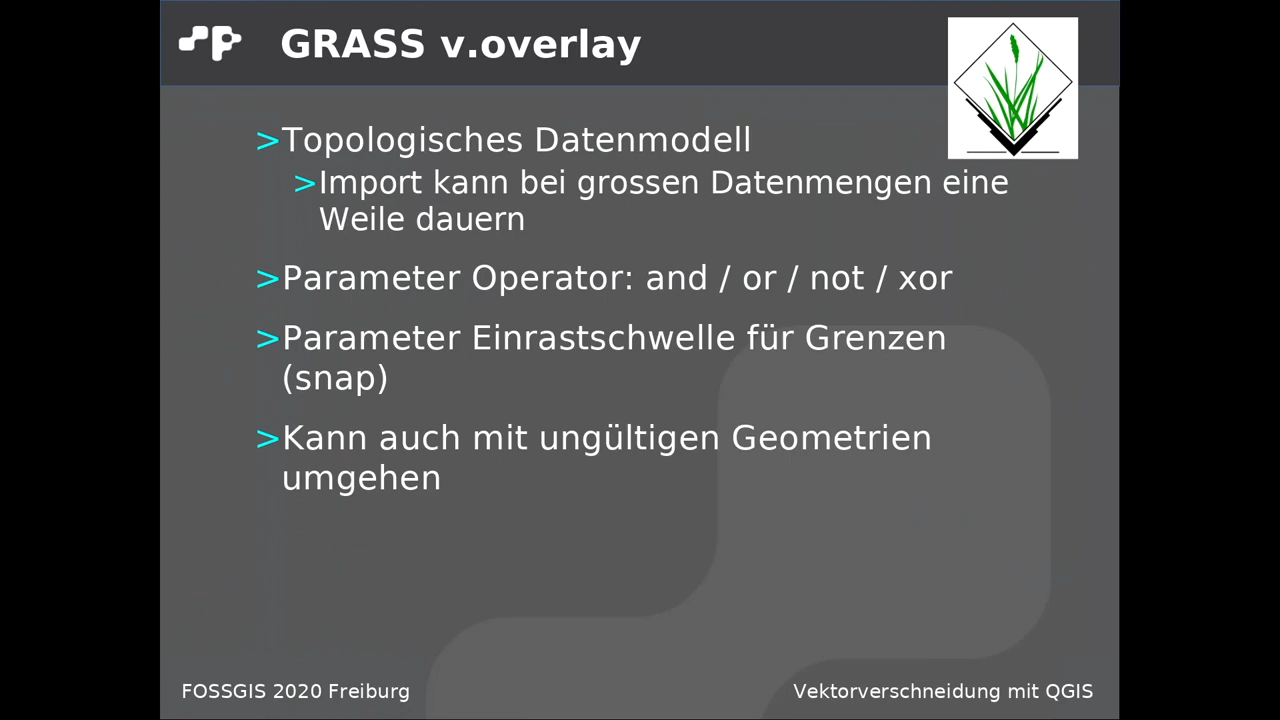 GRASS v.overlay
>Topologisches Datenmodell
>Import kann bei grossen Datenmengen eine
Weile dauern
>Parameter Operator: and / or / not / xor
>Parameter Einrastschwelle für Grenzen
(snap)
>Kann auch mit ungültigen Geometrien
umgehen
FOSSGIS 2020 Freiburg
Vektorverschneidung mit QGIS